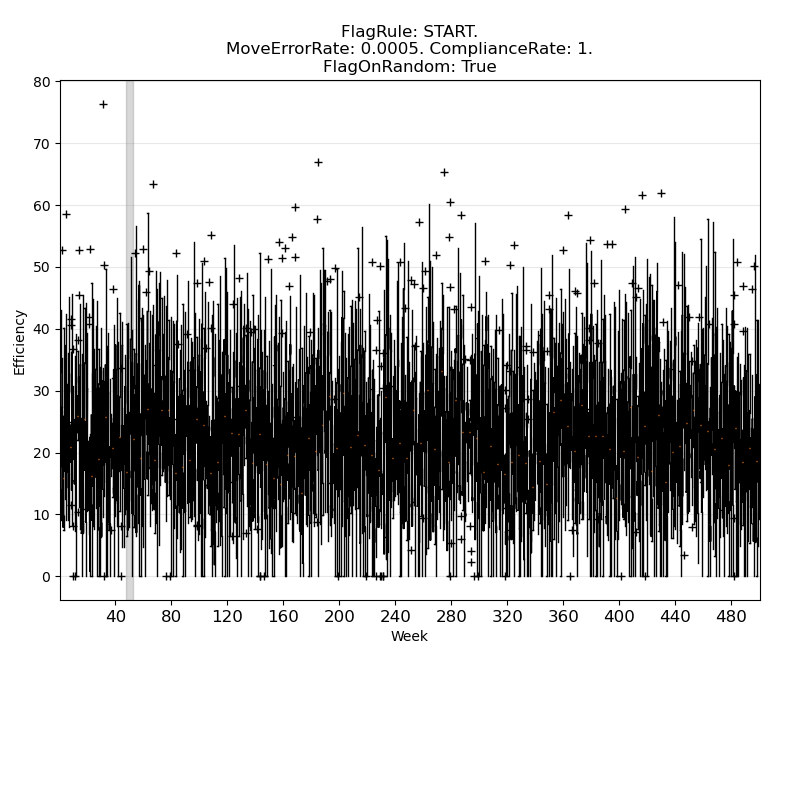 FlagRule: START.
MoveErrorRate: 0.0005. ComplianceRate: 1.
FlagOnRandom: True
80
70
60
50
40
30
20
10
0
Efficiency
40 80 120 160 200 240 280 320 360 400 440 480
Week